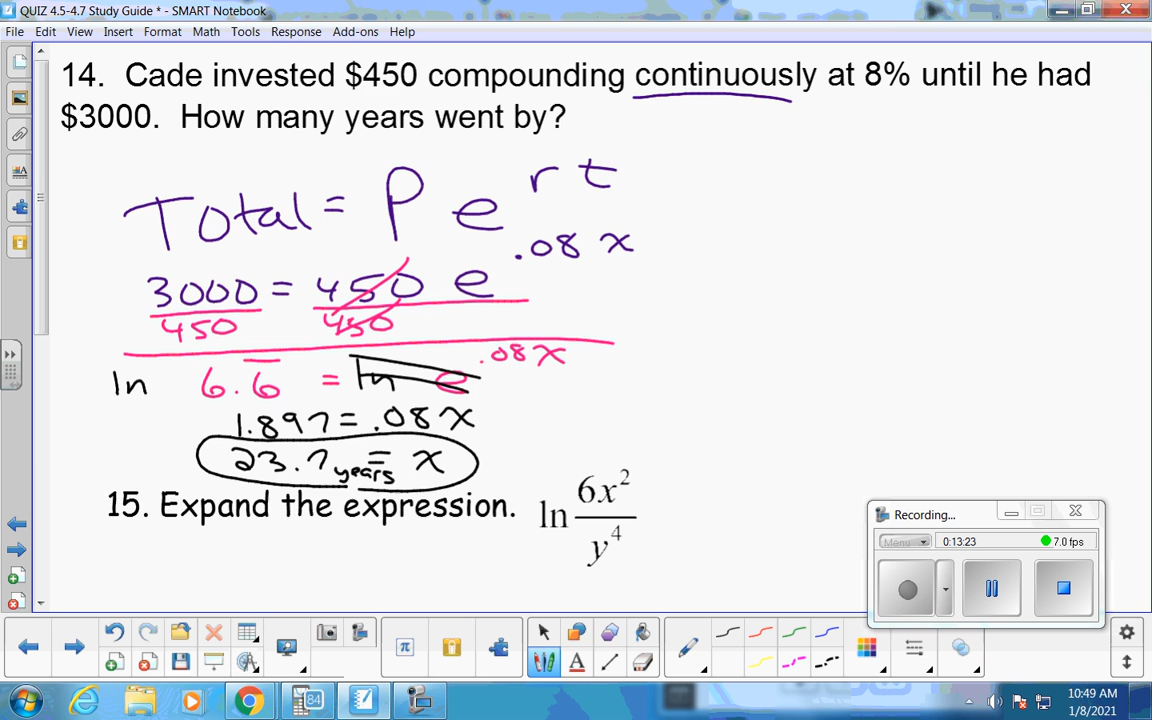 QUIZ 4.5-4.7 Study Guide * - SMART Notebook
File Edit View Insert Format Math Tools Response Add-ons Help
14. Cade invested $450 compounding continuously at 8% until he had
$3000. How many years went by?
Total = P e^{rt}
3000 = 450 e^{.08x}
450 450
ln 6.6̅ = ln e^{.08x}
1.897 = .08x
23.7 years = x
15. Expand the expression. ln 6x²/y⁴
Recording...
Menu 0:13:23 7.0 fps
π A
84
10:49 AM
1/8/2021